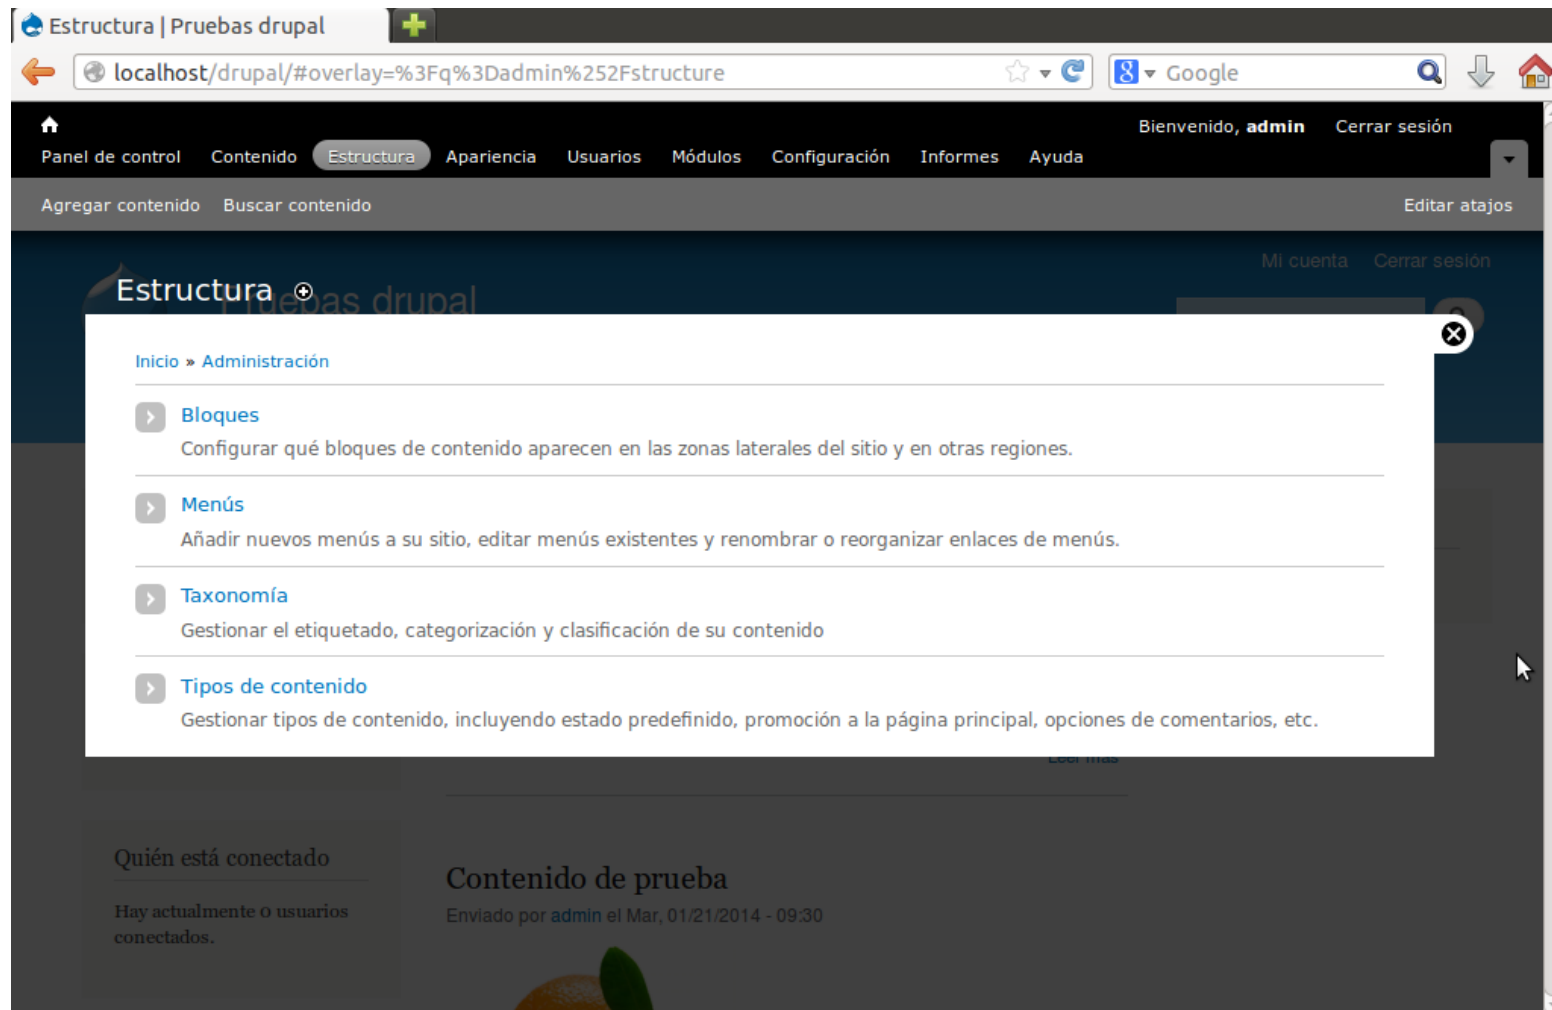 Estructura | Pruebas drupal
localhost/drupal/#overlay=%3Fq%3Dadmin%252Fstructure
Google
Bienvenido, admin Cerrar sesión
Panel de control Contenido Estructura Apariencia Usuarios Módulos Configuración Informes Ayuda
Agregar contenido Buscar contenido Editar atajos
Mi cuenta Cerrar sesión
Estructura
Pruebas drupal
Inicio » Administración
Bloques
Configurar qué bloques de contenido aparecen en las zonas laterales del sitio y en otras regiones.
Menús
Añadir nuevos menús a su sitio, editar menús existentes y renombrar o reorganizar enlaces de menús.
Taxonomía
Gestionar el etiquetado, categorización y clasificación de su contenido
Tipos de contenido
Gestionar tipos de contenido, incluyendo estado predefinido, promoción a la página principal, opciones de comentarios, etc.
Leer más
Quién está conectado
Hay actualmente 0 usuarios
conectados.
Contenido de prueba
Enviado por admin el Mar, 01/21/2014 - 09:30